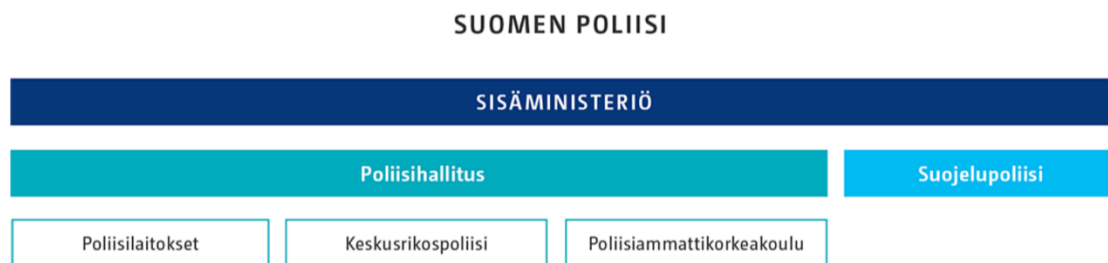 SUOMEN POLIISI
SISÄMINISTERIÖ
Poliisihallitus
Suojelupoliisi
Poliisilaitokset
Keskusrikospoliisi
Poliisiammattikorkeakoulu